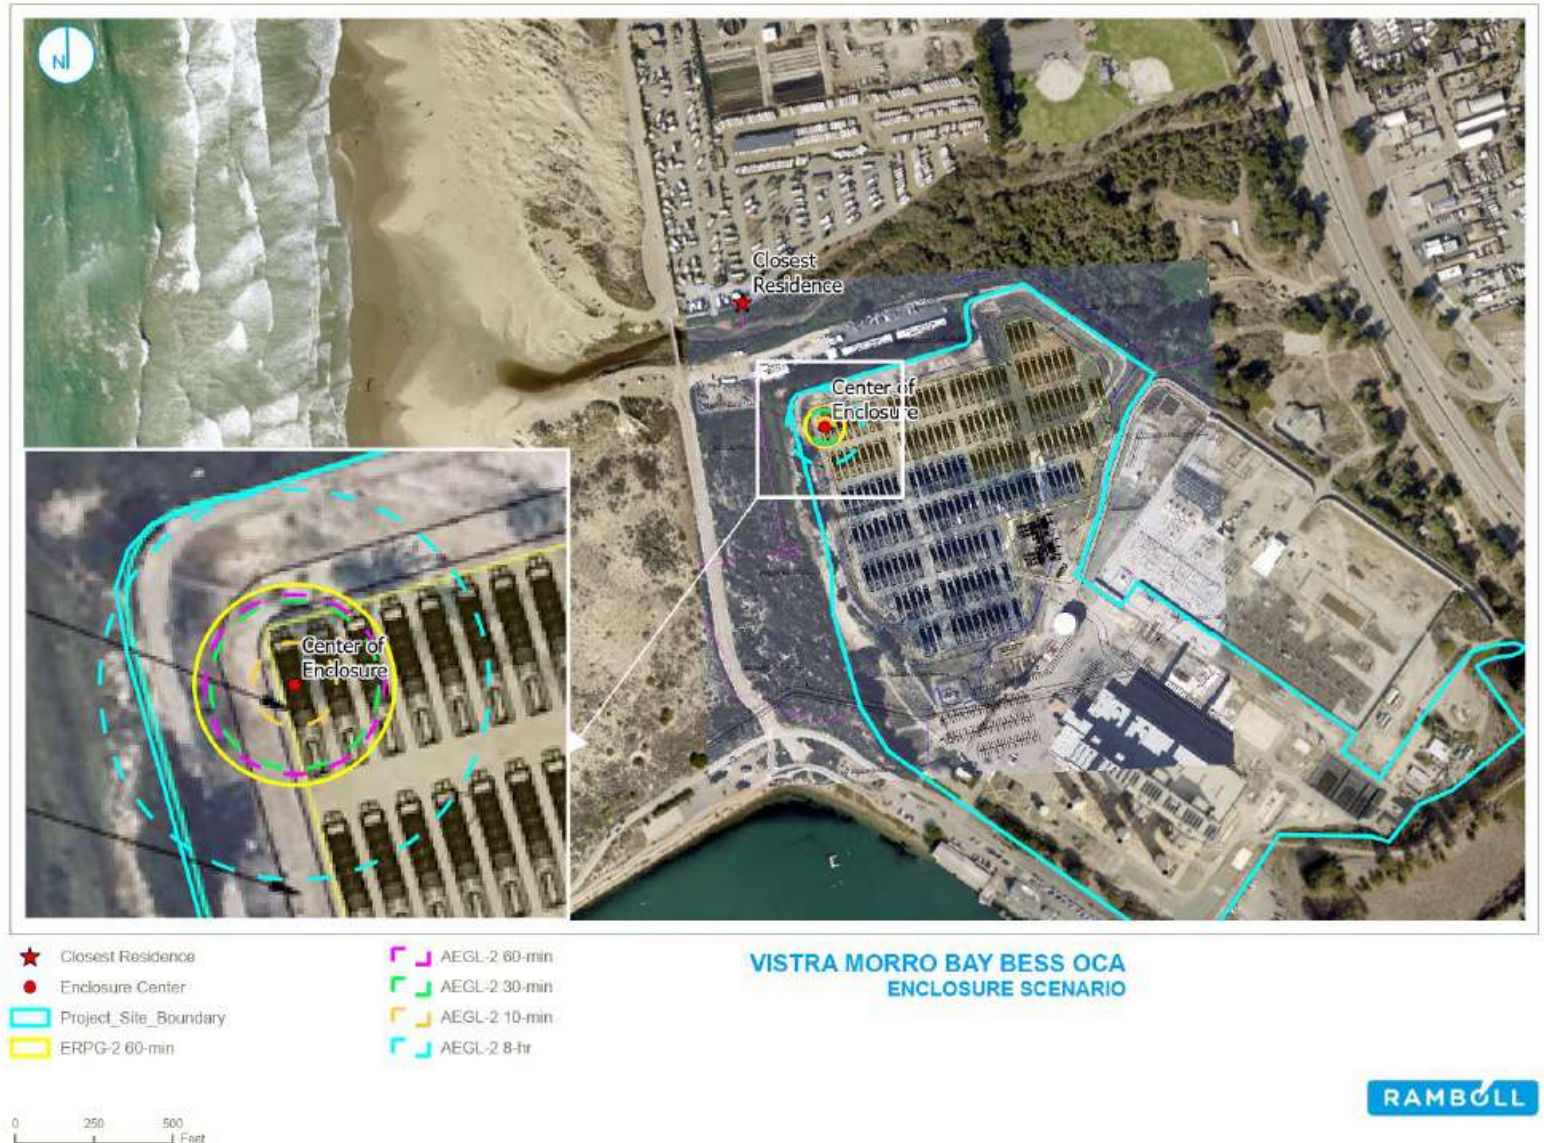 N
Closest
Residence
Center of
Enclosure
Center of
Enclosure
Closest Residence
Enclosure Center
Project_Site_Boundary
ERPG-2 60-min
AEGL-2 60-min
AEGL-2 30-min
AEGL-2 10-min
AEGL-2 8-hr
VISTRA MORRO BAY BESS OCA
ENCLOSURE SCENARIO
RAMBOLL
0 250 500
Feet